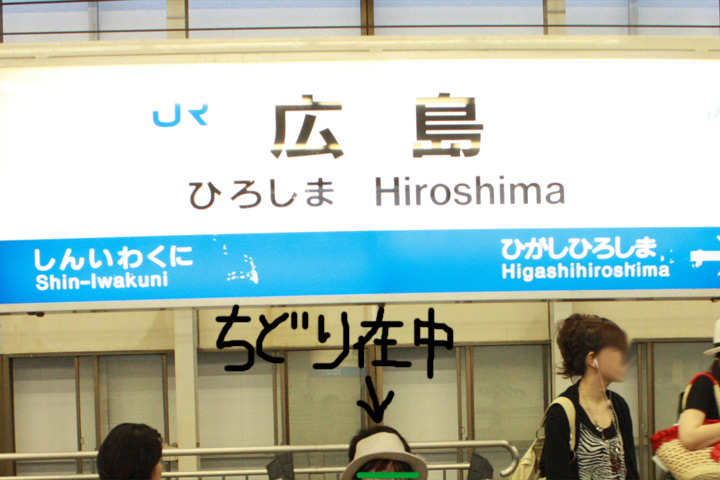 JR
広島
ひろしま Hiroshima
しんいわくに
Shin-Iwakuni
ひがしひろしま
Higashihiroshima
ちどり在中